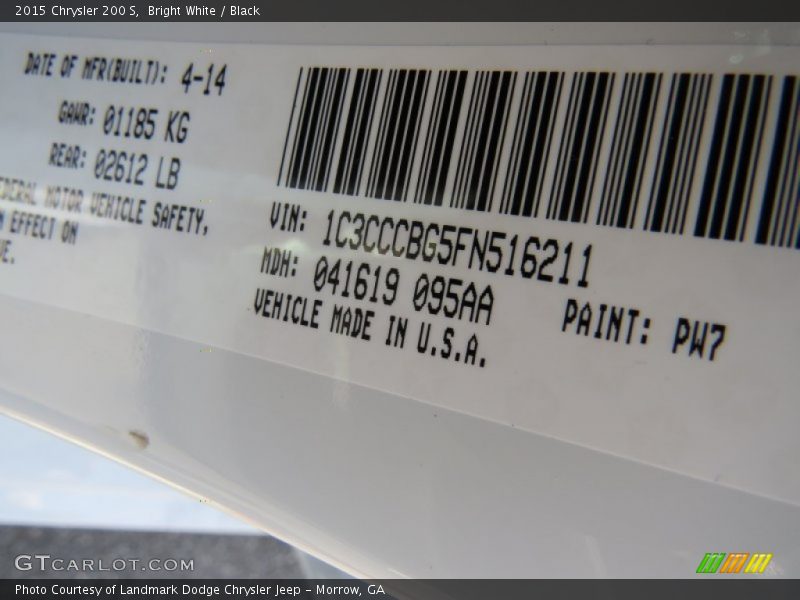 2015 Chrysler 200 S, Bright White / Black
DATE OF MFR(BUILT): 4-14
GAWR: 01185 KG
REAR: 02612 LB
MOTOR VEHICLE SAFETY,
EFFECT ON
VIN: 1C3CCCBG5FN516211
MDH: 041619 095AA
PAINT: PW7
VEHICLE MADE IN U.S.A.
GTCARLOT.COM
Photo Courtesy of Landmark Dodge Chrysler Jeep – Morrow, GA